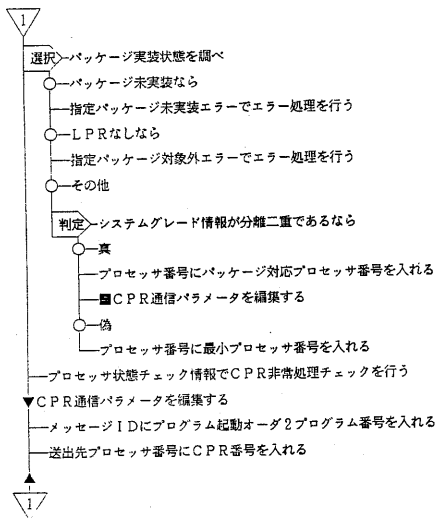 1
選択
パッケージ実装状態を調べ
パッケージ未実装なら
指定パッケージ未実装エラーでエラー処理を行う
LPRなしなら
指定パッケージ対象外エラーでエラー処理を行う
その他
判定
システムグレード情報が分離二重であるなら
真
プロセッサ番号にパッケージ対応プロセッサ番号を入れる
CPR通信パラメータを編集する
偽
プロセッサ番号に最小プロセッサ番号を入れる
プロセッサ状態チェック情報でCPR非常処理チェックを行う
CPR通信パラメータを編集する
メッセージIDにプログラム起動オーダ2プログラム番号を入れる
送出先プロセッサ番号にCPR番号を入れる
1